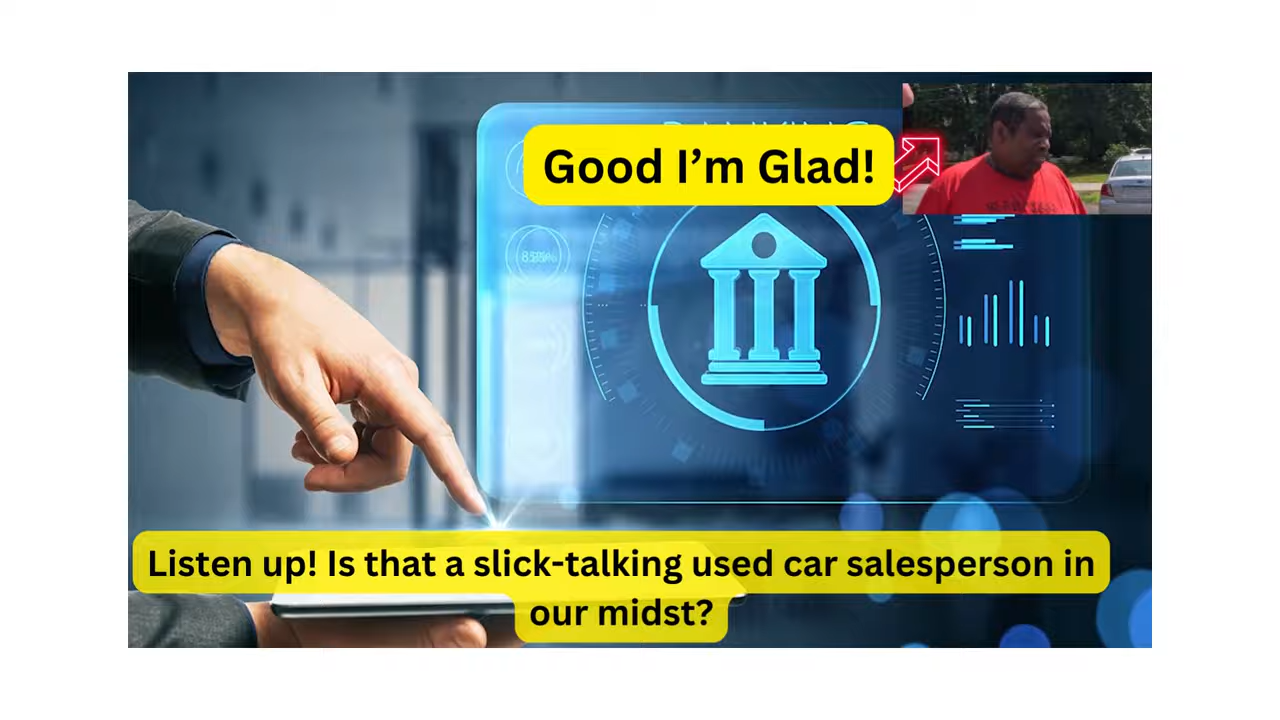 Good I’m Glad!
Listen up! Is that a slick-talking used car salesperson in
our midst?